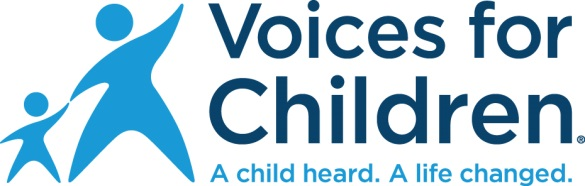 Voices for
Children®
A child heard. A life changed.